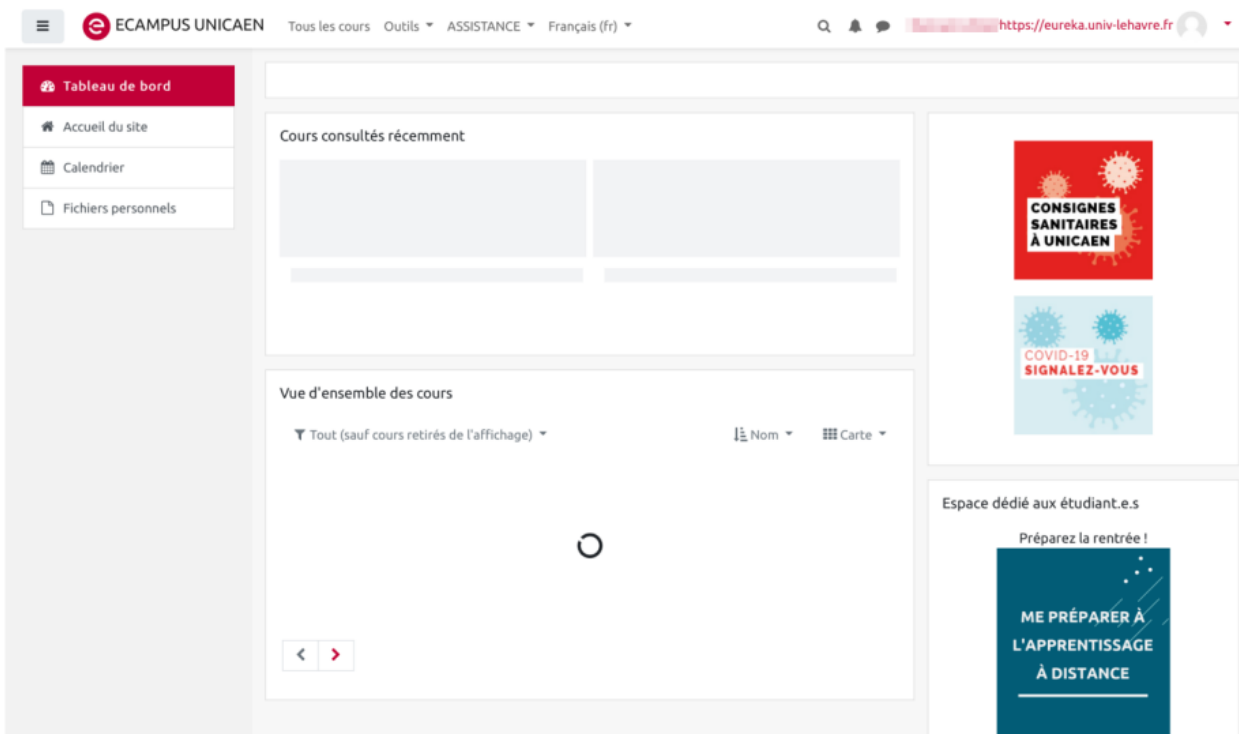 ECAMPUS UNICAEN Tous les cours Outils ASSISTANCE Français (fr) https://eureka.univ-lehavre.fr
Tableau de bord
Accueil du site
Calendrier
Fichiers personnels
Cours consultés récemment
Vue d'ensemble des cours
Tout (sauf cours retirés de l'affichage) Nom Carte
CONSIGNES
SANITAIRES
À UNICAEN
COVID-19
SIGNALEZ-VOUS
Espace dédié aux étudiant.e.s
Préparez la rentrée !
ME PRÉPARER À
L'APPRENTISSAGE
À DISTANCE